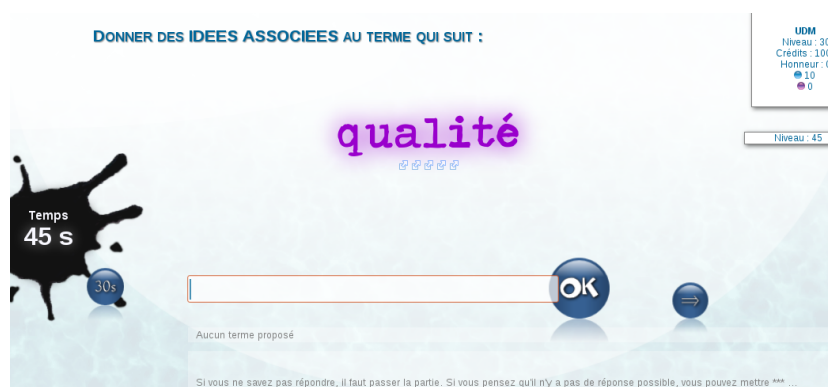 DONNER DES IDEES ASSOCIEES AU TERME QUI SUIT :
UDM
Niveau : 30
Crédits : 100
Honneur : 0
10
0
qualité
Niveau : 45
Temps
45 s
30s
OK
Aucun terme proposé
Si vous ne savez pas répondre, il faut passer la partie. Si vous pensez qu'il n'y a pas de réponse possible, vous pouvez mettre *** ...